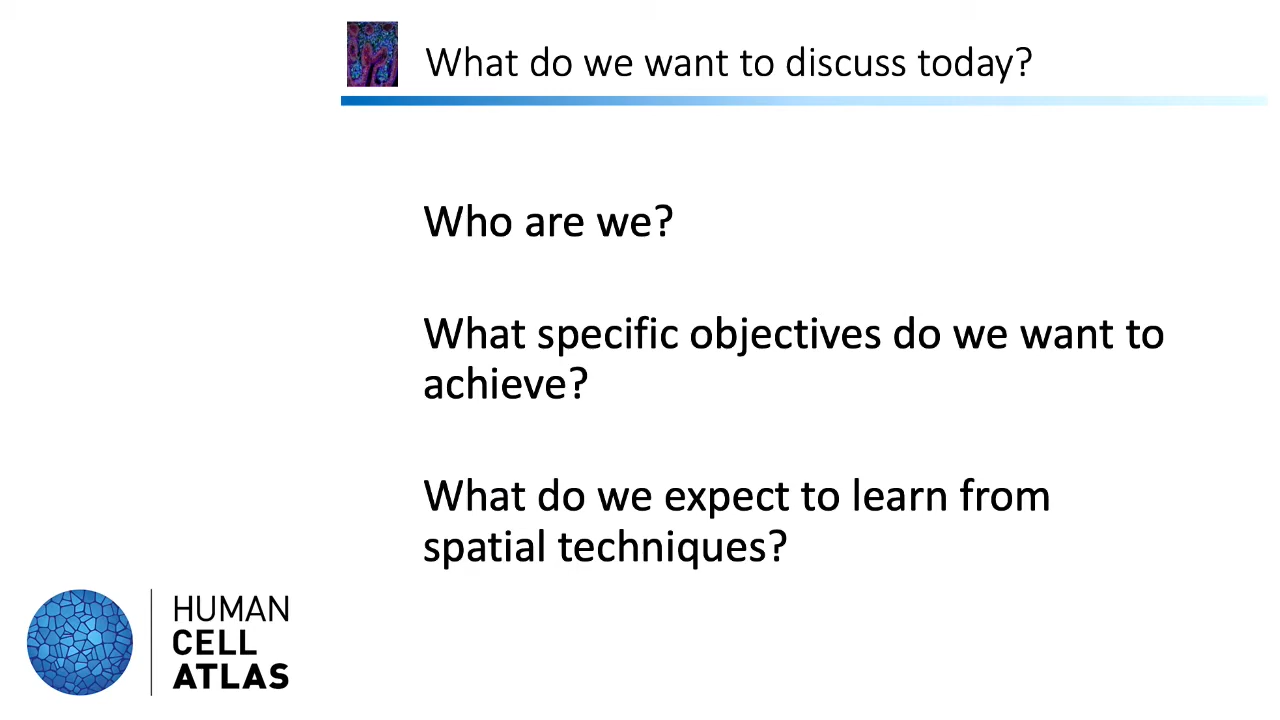 What do we want to discuss today?
Who are we?
What specific objectives do we want to
achieve?
What do we expect to learn from
spatial techniques?
HUMAN
CELL
ATLAS